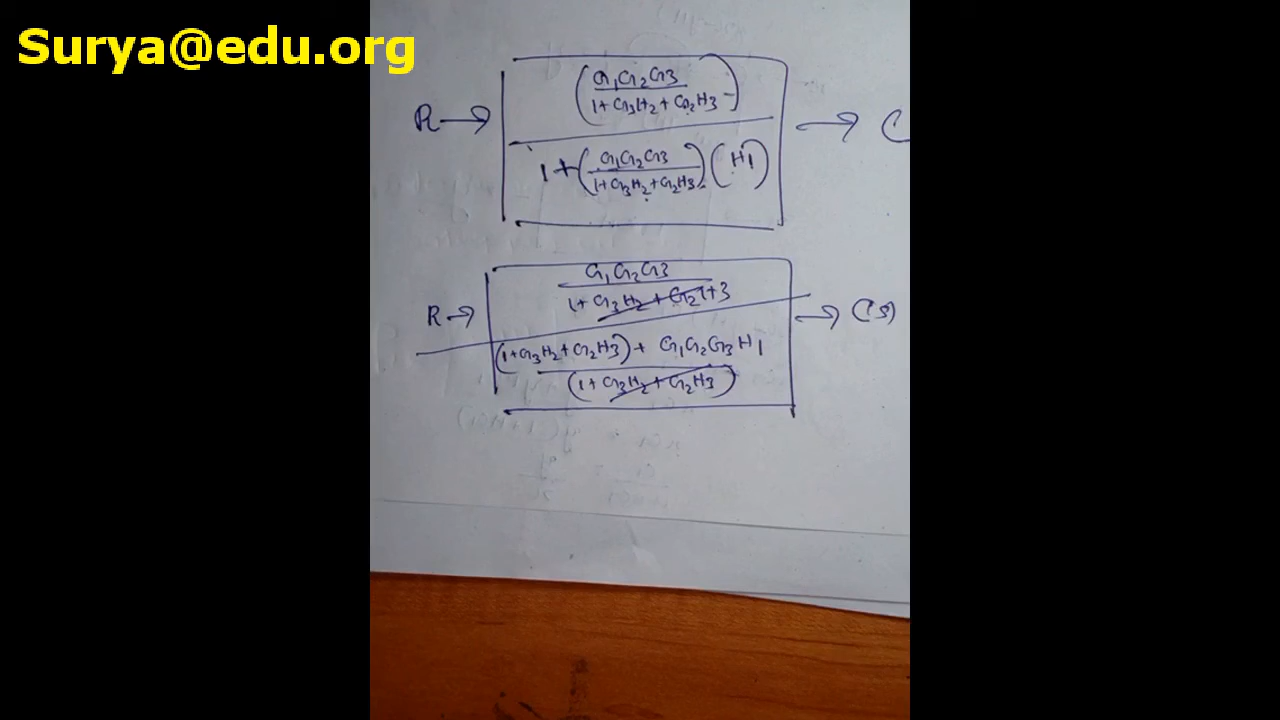 Surya@edu.org
(G1G2G3
1+G3H2+G2H3)
R → → C
1+(G1G2G3
1+G3H2+G2H3) (H1)
G1G2G3
1+G3H2+G2H3
R → → C(s)
(1+G3H2+G2H3)+ G1G2G3H1
(1+G3H2+G2H3)